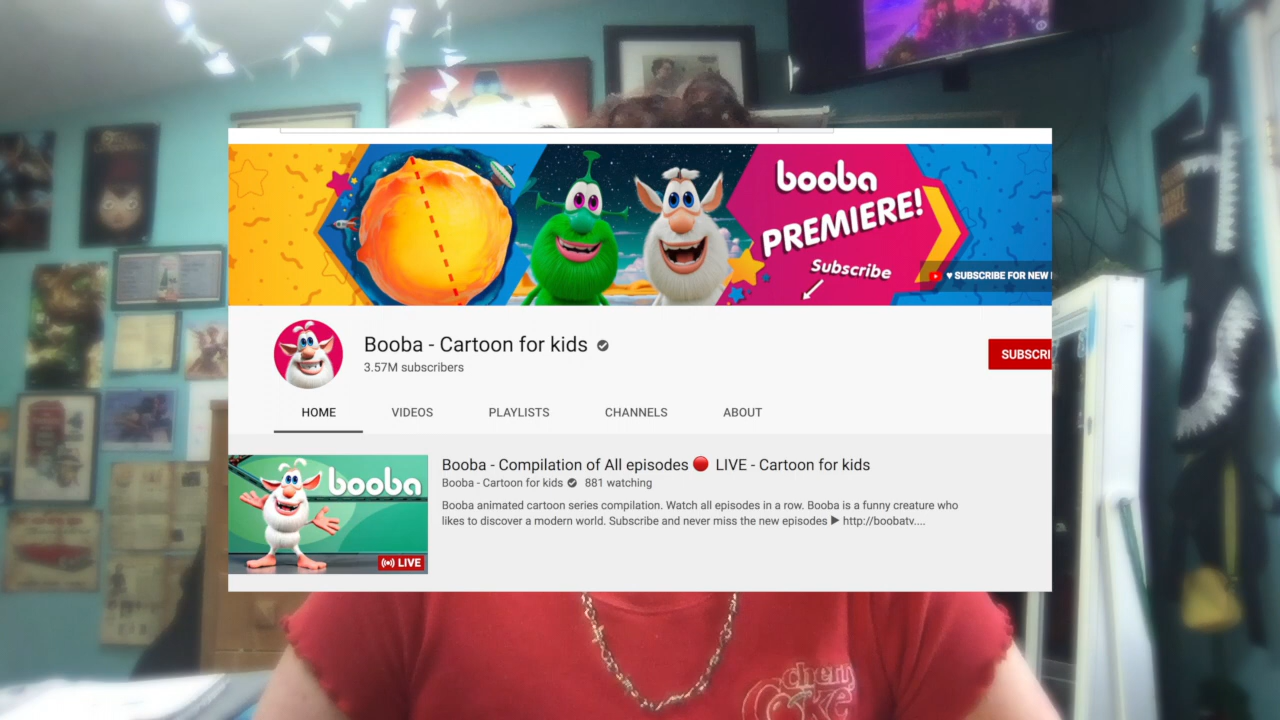 booba
PREMIERE!
Subscribe
♥ SUBSCRIBE FOR NEW
Booba - Cartoon for kids
3.57M subscribers
SUBSCRI
HOME VIDEOS PLAYLISTS CHANNELS ABOUT
booba
LIVE
Booba - Compilation of All episodes 🔴 LIVE - Cartoon for kids
Booba - Cartoon for kids 881 watching
Booba animated cartoon series compilation. Watch all episodes in a row. Booba is a funny creature who
likes to discover a modern world. Subscribe and never miss the new episodes ▶ http://boobatv....
cherry
Coke